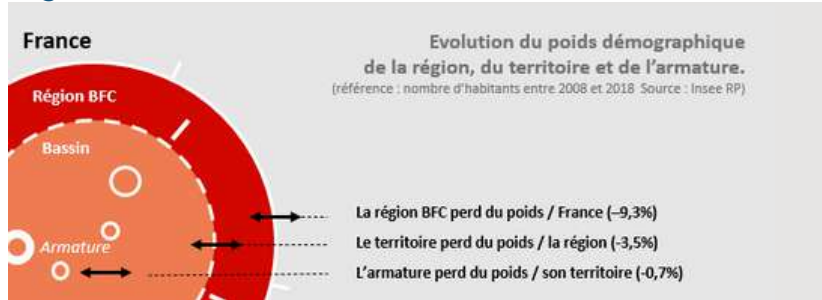 France
Evolution du poids démographique
de la région, du territoire et de l'armature.
(référence : nombre d'habitants entre 2008 et 2018 Source : Insee RP)
Région BFC
Bassin
Armature
La région BFC perd du poids / France (–9,3%)
Le territoire perd du poids / la région (-3,5%)
L'armature perd du poids / son territoire (-0,7%)